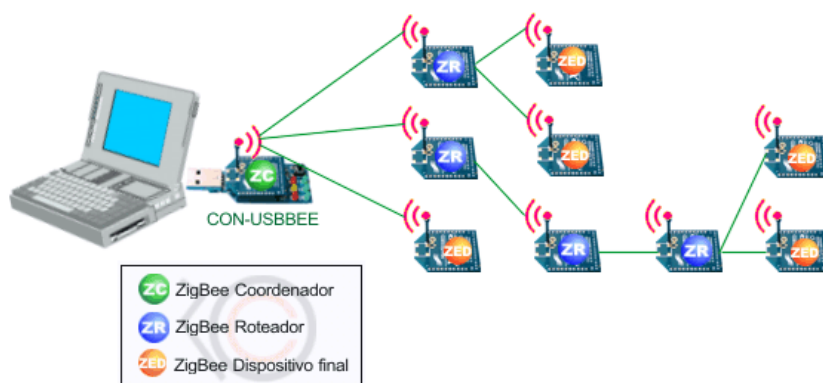 ZR
ZED
ZR
ZED
ZED
ZC
CON-USBBEE
ZED
ZR
ZR
ZED
ZC ZigBee Coordenador
ZR ZigBee Roteador
ZED ZigBee Dispositivo final